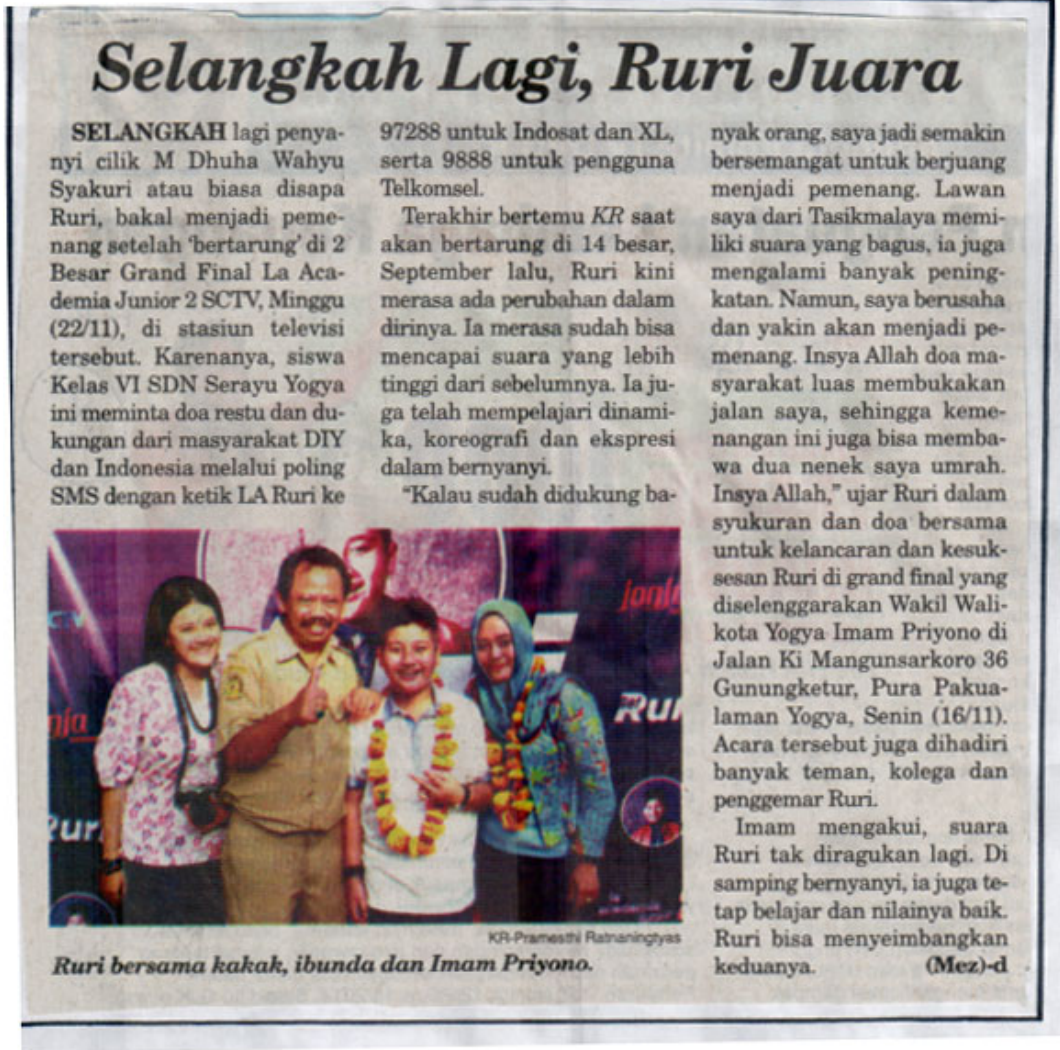 Selangkah Lagi, Ruri Juara
SELANGKAH lagi penya-
nyi cilik M Dhuha Wahyu
Syakuri atau biasa disapa
Ruri, bakal menjadi peme-
nang setelah 'bertarung' di 2
Besar Grand Final La Aca-
demia Junior 2 SCTV, Minggu
(22/11), di stasiun televisi
tersebut. Karenanya, siswa
Kelas VI SDN Serayu Yogya
ini meminta doa restu dan du-
kungan dari masyarakat DIY
dan Indonesia melalui poling
SMS dengan ketik LA Ruri ke
97288 untuk Indosat dan XL,
serta 9888 untuk pengguna
Telkomsel.
Terakhir bertemu KR saat
akan bertarung di 14 besar,
September lalu, Ruri kini
merasa ada perubahan dalam
dirinya. Ia merasa sudah bisa
mencapai suara yang lebih
tinggi dari sebelumnya. Ia ju-
ga telah mempelajari dinami-
ka, koreografi dan ekspresi
dalam bernyanyi.
"Kalau sudah didukung ba-
nyak orang, saya jadi semakin
bersemangat untuk berjuang
menjadi pemenang. Lawan
saya dari Tasikmalaya memi-
liki suara yang bagus, ia juga
mengalami banyak pening-
katan. Namun, saya berusaha
dan yakin akan menjadi pe-
menang. Insya Allah doa ma-
syarakat luas membukakan
jalan saya, sehingga keme-
nangan ini juga bisa memba-
wa dua nenek saya umrah.
Insya Allah," ujar Ruri dalam
syukuran dan doa bersama
untuk kelancaran dan kesuk-
sesan Ruri di grand final yang
diselenggarakan Wakil Wali-
kota Yogya Imam Priyono di
Jalan Ki Mangunsarkoro 36
Gunungketur, Pura Pakua-
laman Yogya, Senin (16/11).
Acara tersebut juga dihadiri
banyak teman, kolega dan
penggemar Ruri.
Imam mengakui, suara
Ruri tak diragukan lagi. Di
samping bernyanyi, ia juga te-
tap belajar dan nilainya baik.
Ruri bisa menyeimbangkan
keduanya. (Mez)-d
KR-Pramesthi Ratnaningtyas
Ruri bersama kakak, ibunda dan Imam Priyono.